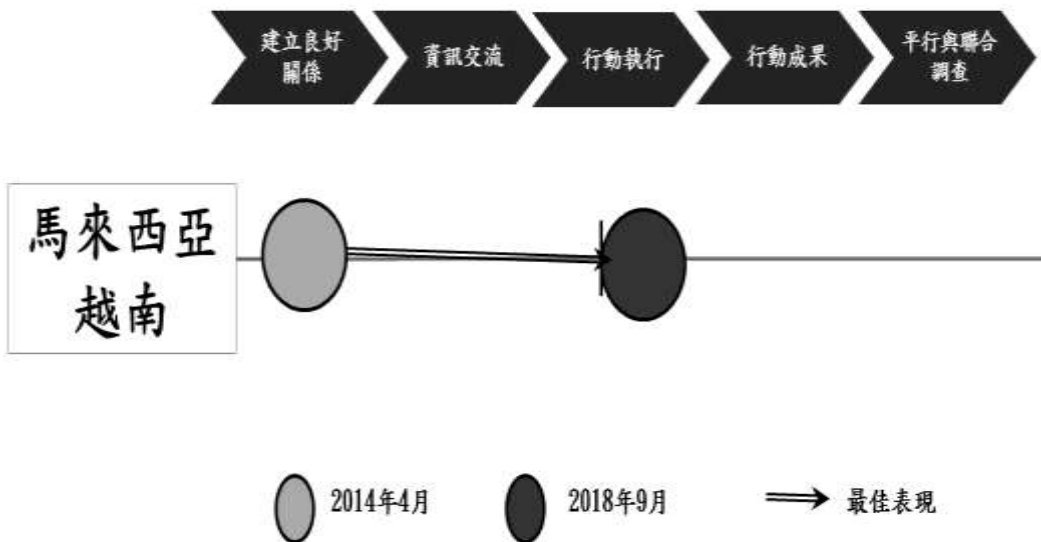 建立良好
關係
資訊交流
行動執行
行動成果
平行與聯合
調查
馬來西亞
越南
2014年4月
2018年9月
最佳表現